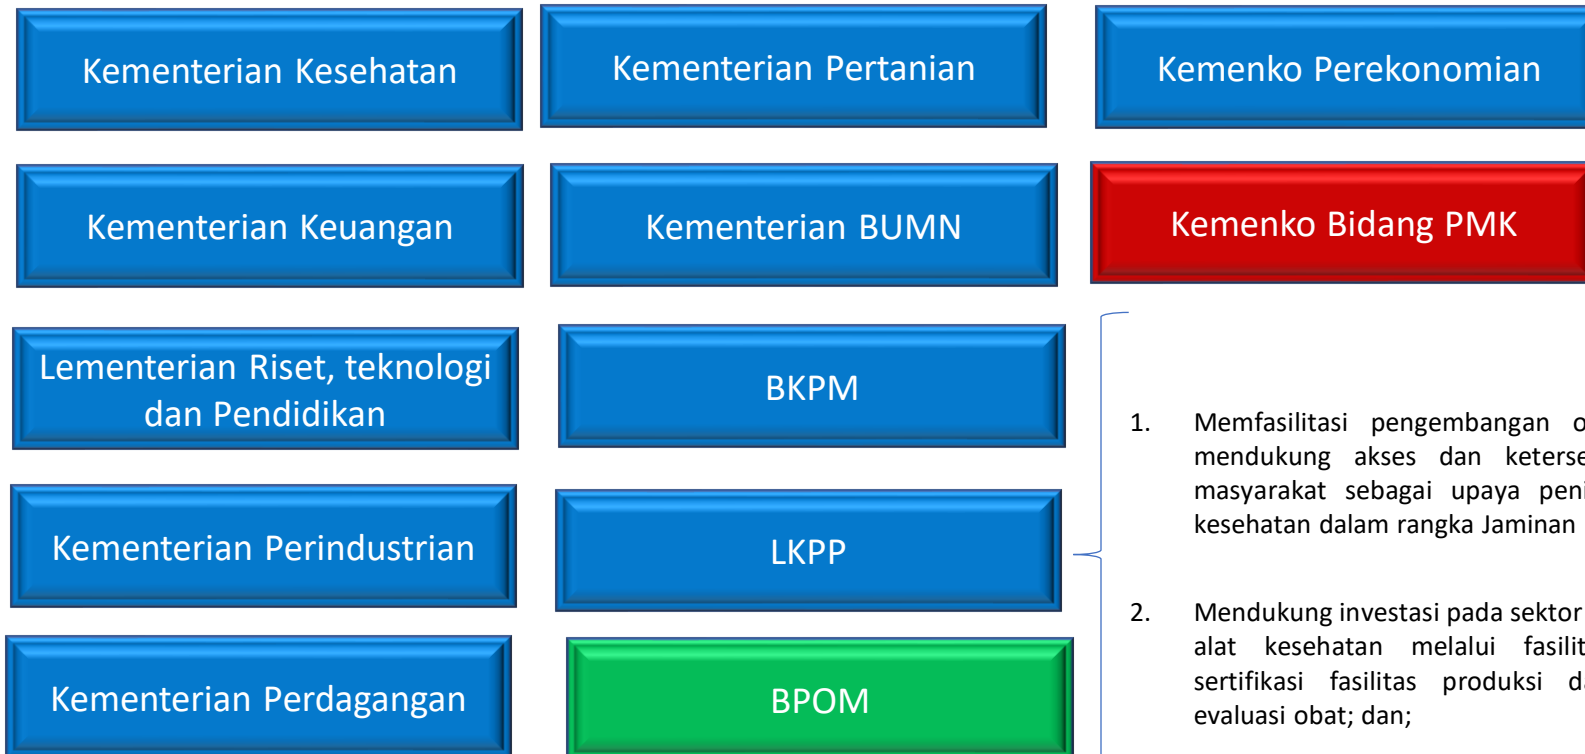 Kementerian Kesehatan
Kementerian Pertanian
Kemenko Perekonomian
Kementerian Keuangan
Kementerian BUMN
Kemenko Bidang PMK
Lementerian Riset, teknologi
dan Pendidikan
BKPM
Kementerian Perindustrian
LKPP
Kementerian Perdagangan
BPOM
1. Memfasilitasi pengembangan
mendukung akses dan
masyarakat sebagai upaya
kesehatan dalam rangka Jaminan
2. Mendukung investasi pada sektor
alat kesehatan melalui
sertifikasi fasilitas produksi
evaluasi obat; dan;